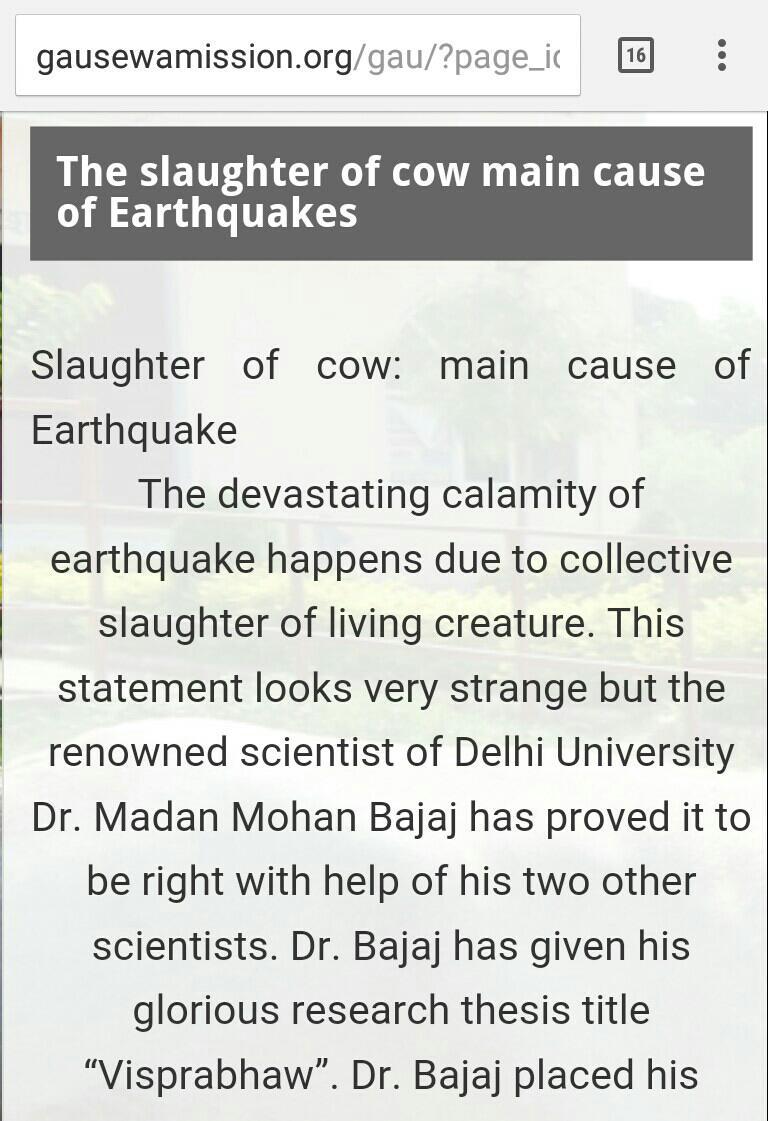 gausewamission.org/gau/?page_id
16
The slaughter of cow main cause
of Earthquakes
Slaughter of cow: main cause of
Earthquake
The devastating calamity of
earthquake happens due to collective
slaughter of living creature. This
statement looks very strange but the
renowned scientist of Delhi University
Dr. Madan Mohan Bajaj has proved it to
be right with help of his two other
scientists. Dr. Bajaj has given his
glorious research thesis title
“Visprabhaw”. Dr. Bajaj placed his